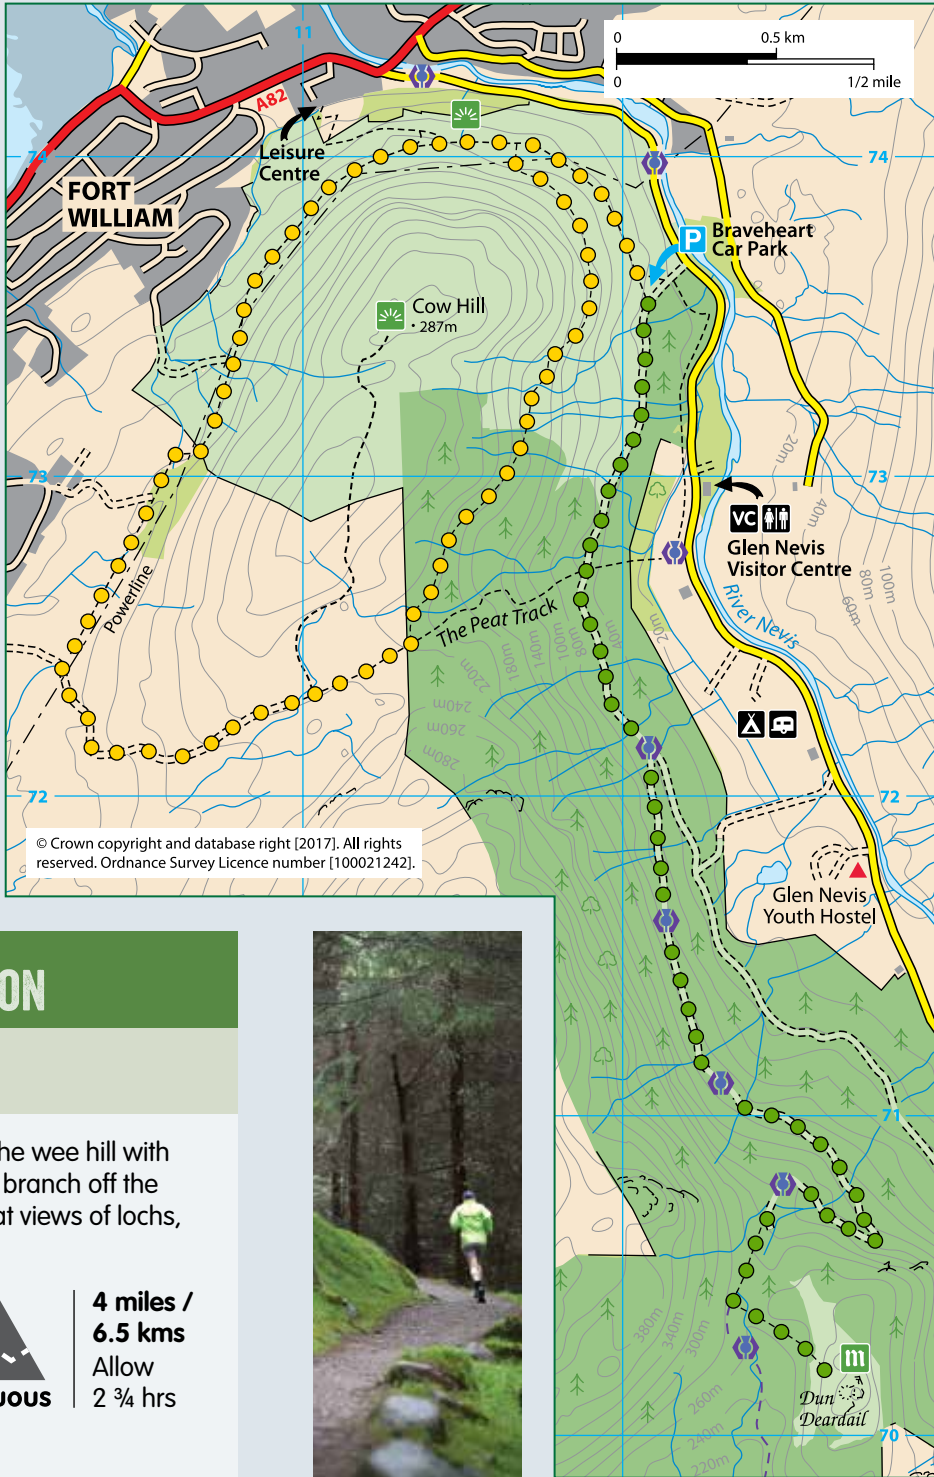 11
0 0.5 km
0 1/2 mile
A82
Leisure
Centre
74
74
FORT
WILLIAM
P
Braveheart
Car Park
Cow Hill
287m
73
73
20m
40m
VC
Glen Nevis
Visitor Centre
100m
80m
60m
River Nevis
Powerline
The Peat Track
20m
40m
80m
100m
140m
180m
220m
240m
260m
280m
72
72
© Crown copyright and database right [2017]. All rights
reserved. Ordnance Survey Licence number [100021242].
Glen Nevis
Youth Hostel
ON
71
he wee hill with
branch off the
at views of lochs,
4 miles /
6.5 kms
Allow
2 ¾ hrs
UOUS
380m
340m
300m
m
Dun
Deardail
260m
240m
220m
70